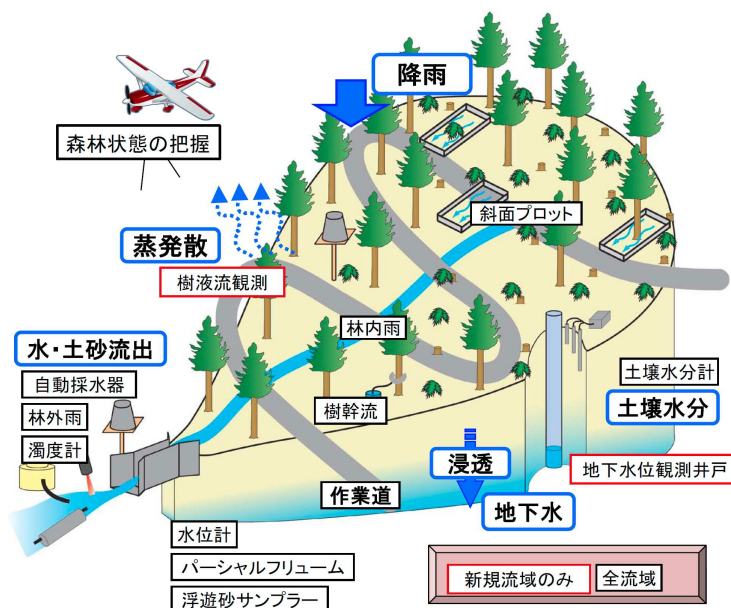 降雨
森林状態の把握
斜面プロット
蒸発散
樹液流観測
林内雨
水・土砂流出
自動採水器
林外雨
濁度計
樹幹流
土壌水分計
土壌水分
浸透
地下水位観測井戸
作業道
地下水
水位計
パーシャルフリューム
浮遊砂サンプラー
新規流域のみ
全流域